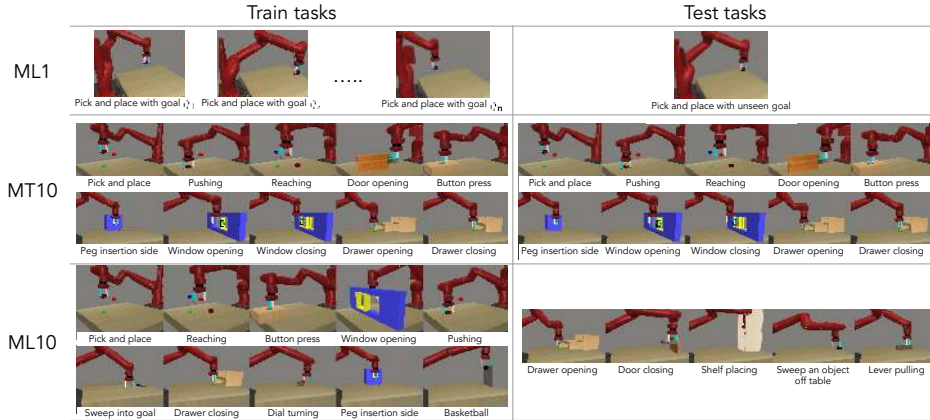 Train tasks
Test tasks
ML1
.....
Pick and place with goal
Pick and place with goal
Pick and place with goal
Pick and place with unseen goal
MT10
Pick and place Pushing Reaching Door opening Button press
Peg insertion side Window opening Window closing Drawer opening Drawer closing
Pick and place Pushing Reaching Door opening Button press
Peg insertion side Window opening Window closing Drawer opening Drawer closing
ML10
Pick and place Reaching Button press Window opening Pushing
Sweep into goal Drawer closing Dial turning Peg insertion side Basketball
Drawer opening Door closing Shelf placing Sweep an object Lever pulling
off table